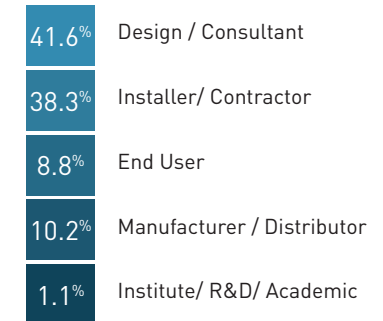 41.6% Design / Consultant
38.3% Installer/ Contractor
8.8% End User
10.2% Manufacturer / Distributor
1.1% Institute/ R&D/ Academic